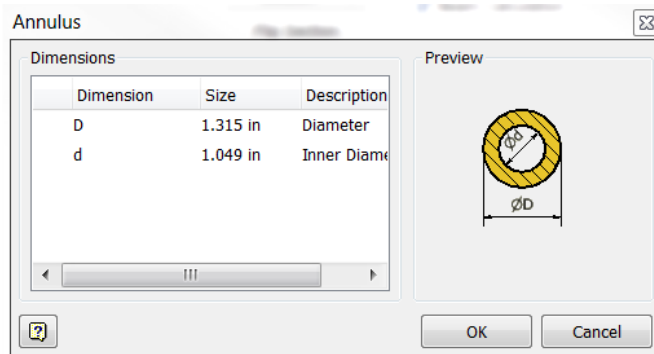 Annulus
Dimensions
Dimension Size Description
D 1.315 in Diameter
d 1.049 in Inner Diame
Preview
Ød
ØD
OK Cancel